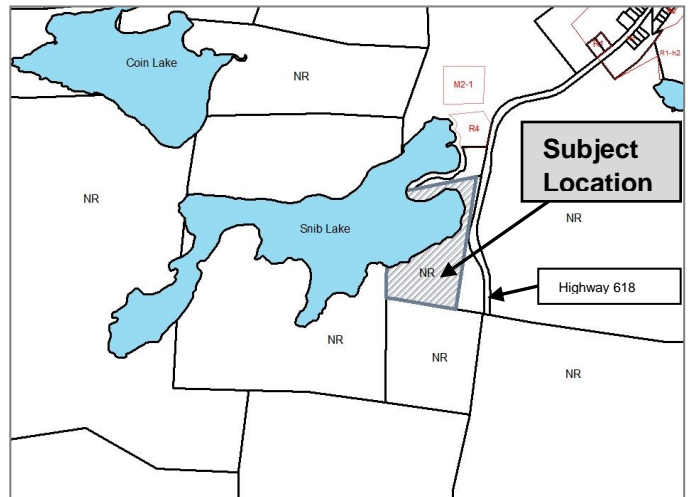 Coin Lake
NR
R4
R1-h2
M2-1
R4
Subject
Location
NR
NR
Snib Lake
NR
Highway 618
NR
NR